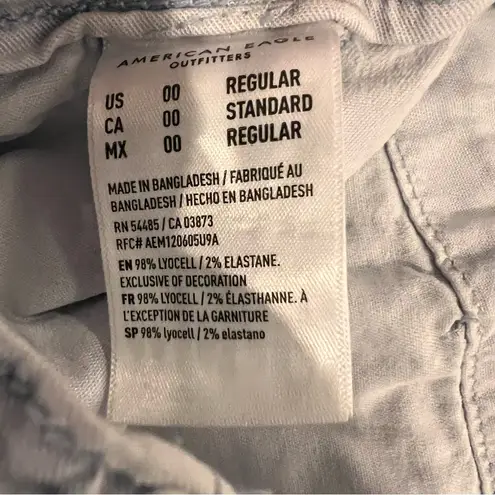 AMERICAN EAGLE
OUTFITTERS
US 00 REGULAR
CA 00 STANDARD
MX 00 REGULAR
MADE IN BANGLADESH / FABRIQUÉ AU
BANGLADESH / HECHO EN BANGLADESH
RN 54485 / CA 03873
RFC# AEM120605U9A
EN 98% LYOCELL / 2% ELASTANE.
EXCLUSIVE OF DECORATION
FR 98% LYOCELL / 2% ÉLASTHANNE. À
L'EXCEPTION DE LA GARNITURE
SP 98% lyocell / 2% elastano